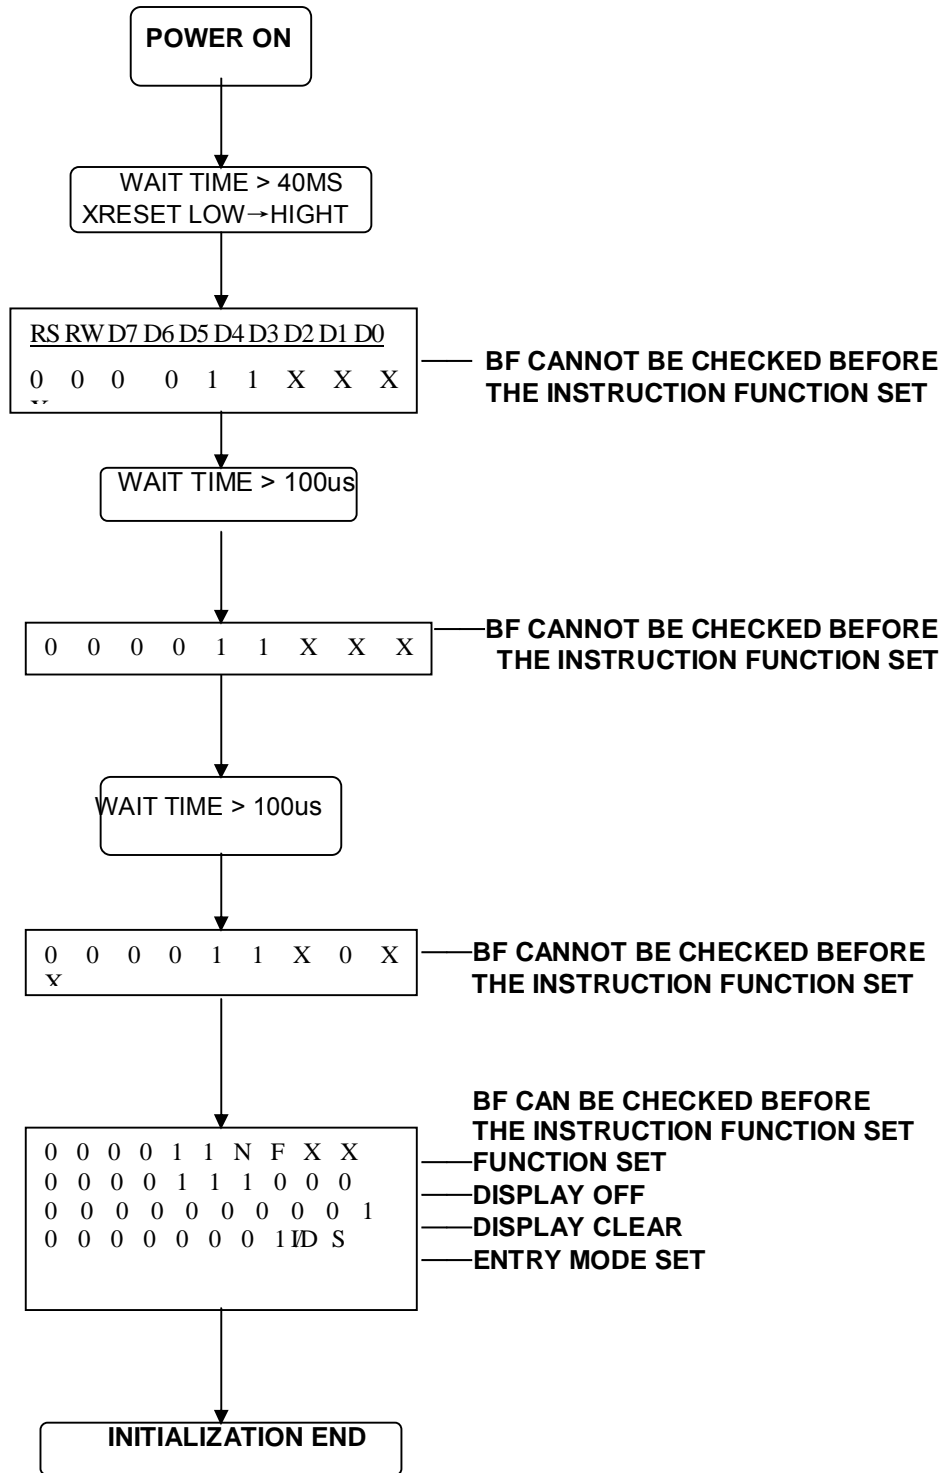 POWER ON
WAIT TIME > 40MS
XRESET LOW→HIGHT
RS RW D7 D6 D5 D4 D3 D2 D1 D0
0 0 0 0 1 1 X X X
X
BF CANNOT BE CHECKED BEFORE
THE INSTRUCTION FUNCTION SET
WAIT TIME > 100us
0 0 0 0 1 1 X X X
BF CANNOT BE CHECKED BEFORE
THE INSTRUCTION FUNCTION SET
WAIT TIME > 100us
0 0 0 0 1 1 X 0 X
X
BF CANNOT BE CHECKED BEFORE
THE INSTRUCTION FUNCTION SET
BF CAN BE CHECKED BEFORE
THE INSTRUCTION FUNCTION SET
0 0 0 0 1 1 N F X X
FUNCTION SET
0 0 0 0 1 1 1 0 0 0
DISPLAY OFF
0 0 0 0 0 0 0 0 0 1
DISPLAY CLEAR
0 0 0 0 0 0 0 1 I/D S
ENTRY MODE SET
INITIALIZATION END